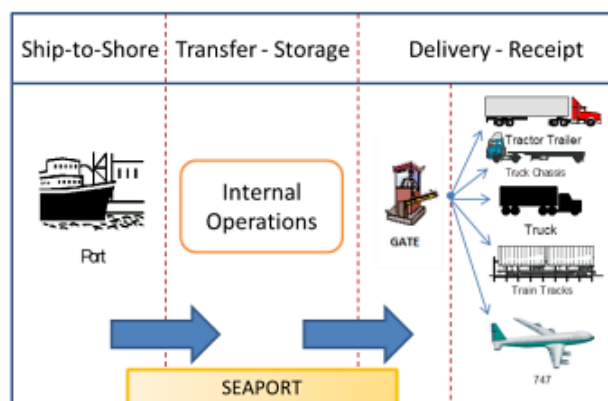 Ship-to-Shore
Transfer - Storage
Delivery - Receipt
Port
Internal
Operations
GATE
Tractor Trailer
Truck Chassis
Truck
Train Tracks
747
SEAPORT